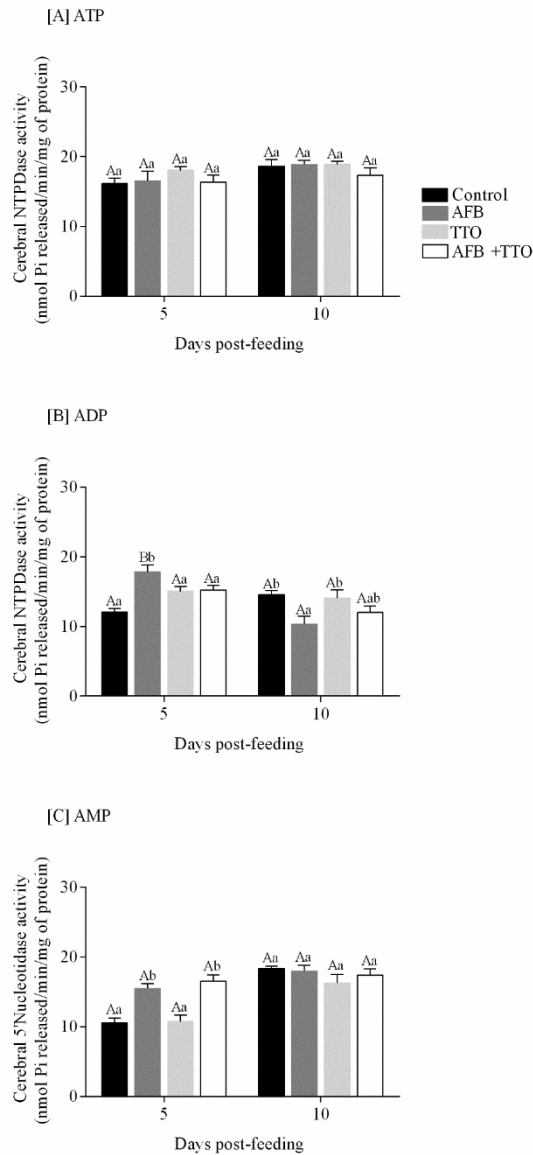 [A] ATP
Cerebral NTPDase activity
(nmol Pi released/min/mg of protein)
30
20
10
0
Aa Aa Aa Aa Aa Aa Aa Aa
5 10
Days post-feeding
Control
AFB
TTO
AFB +TTO
[B] ADP
Cerebral NTPDase activity
(nmol Pi released/min/mg of protein)
30
20
10
0
Aa Bb Aa Aa Ab Aa Ab Aab
5 10
Days post-feeding
[C] AMP
Cerebral 5'Nucleotidase activity
(nmol Pi released/min/mg of protein)
30
20
10
0
Aa Ab Aa Ab Aa Aa Aa Aa
5 10
Days post-feeding